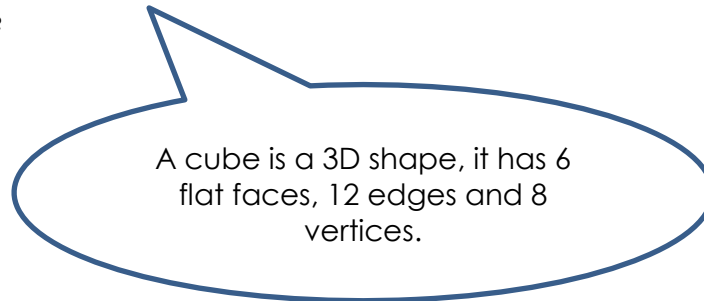 A cube is a 3D shape, it has 6
flat faces, 12 edges and 8
vertices.